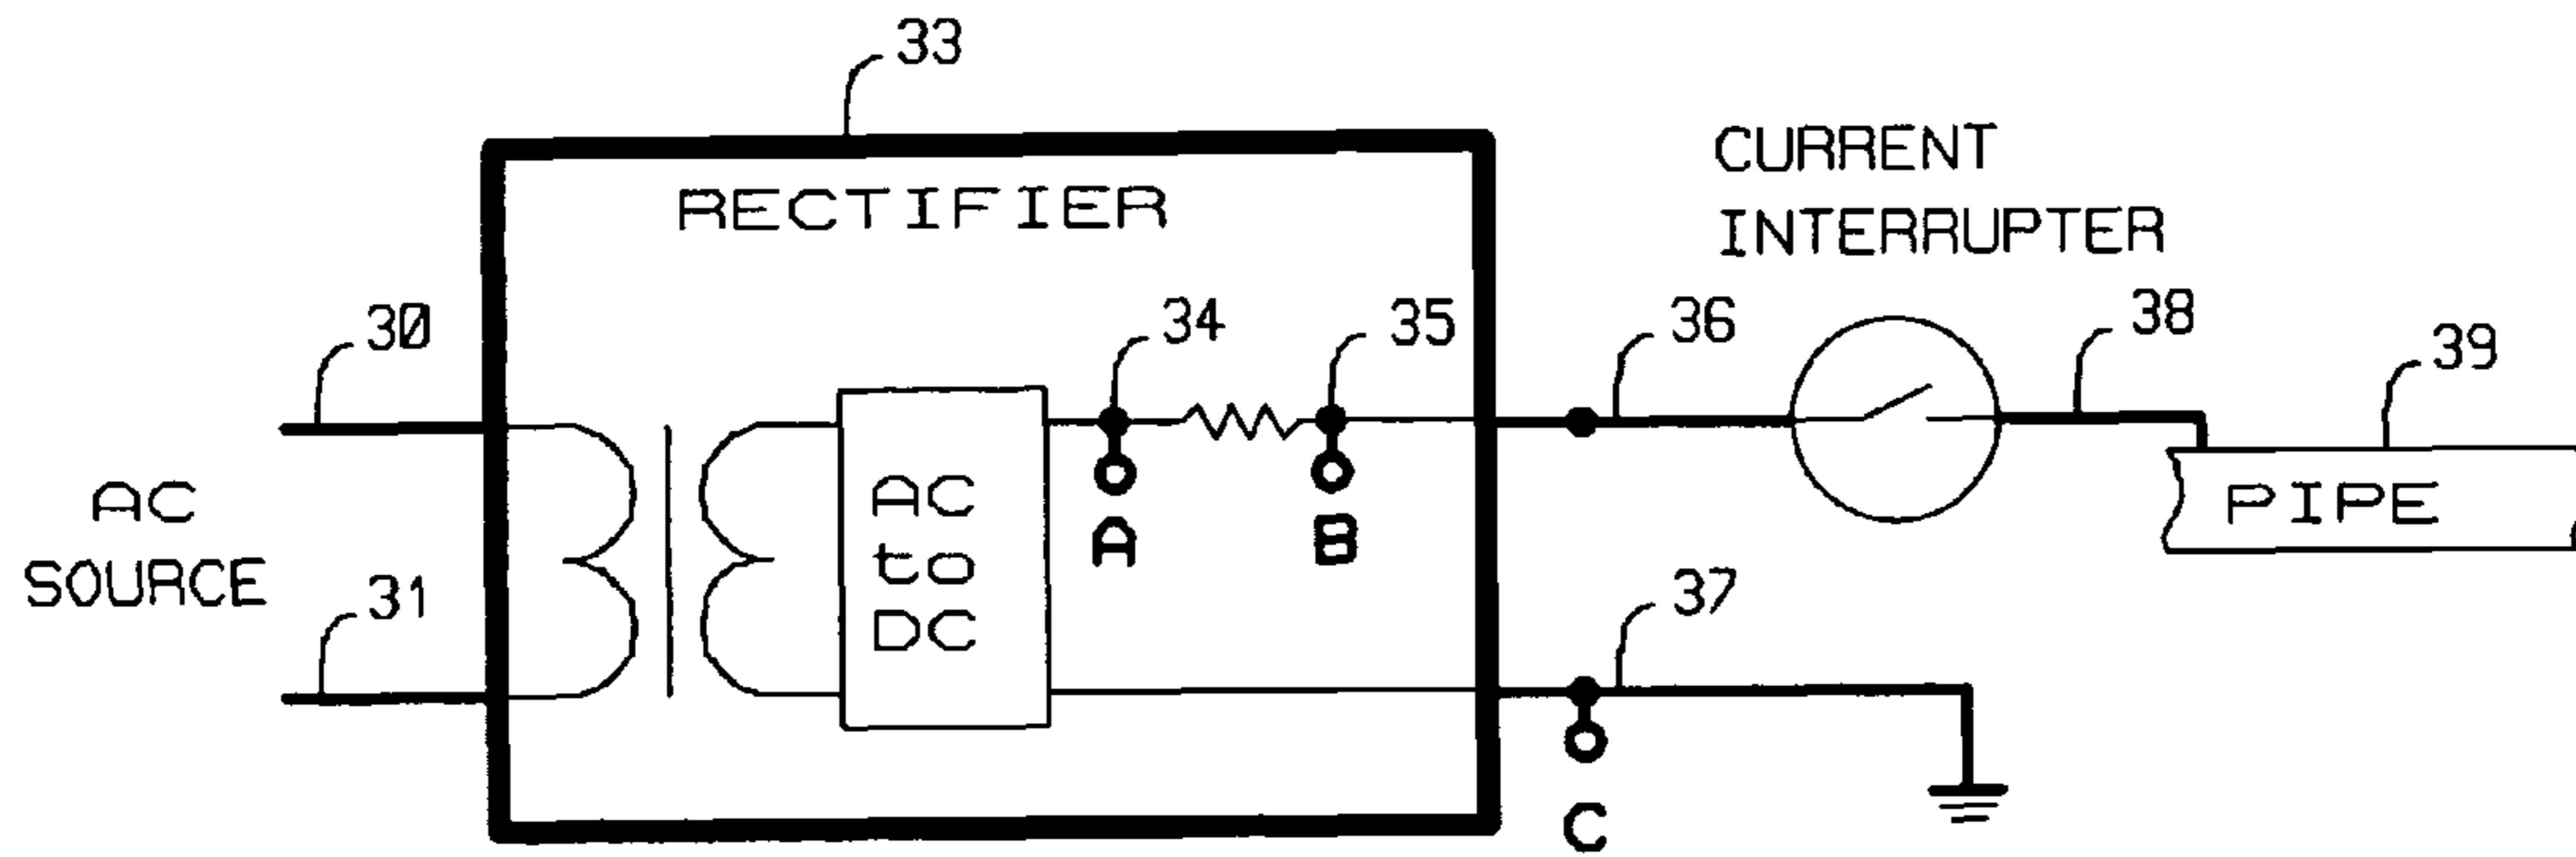 33
RECTIFIER
CURRENT
INTERRUPTER
30
34
35
36
38
39
AC
SOURCE
31
AC
to
DC
A
B
PIPE
37
C